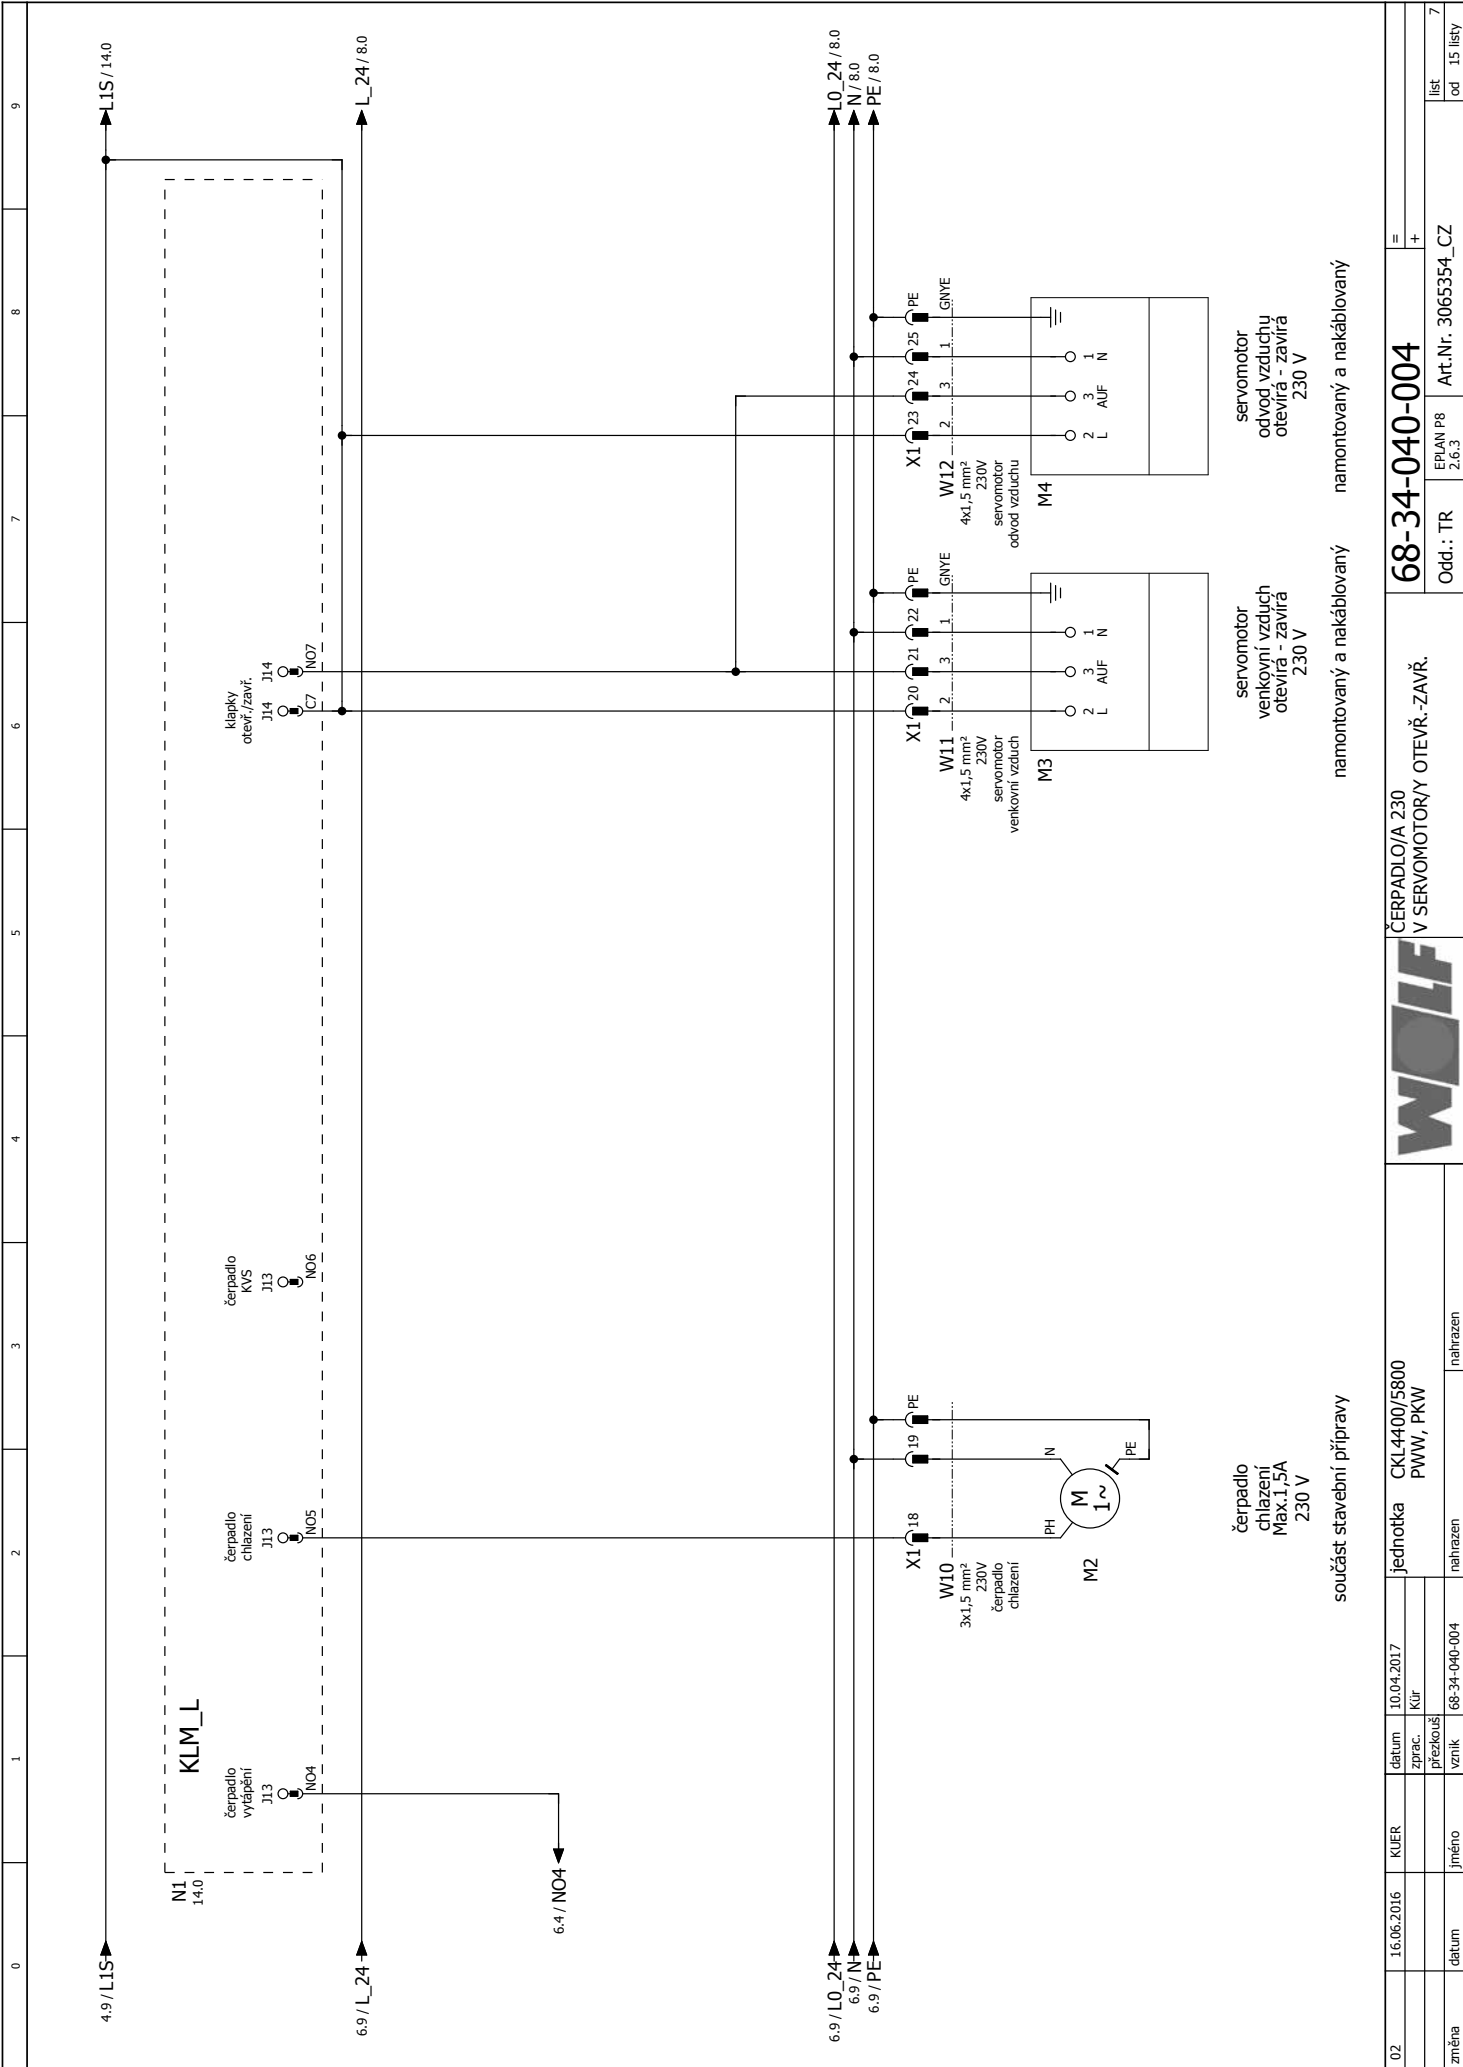 0 1 2 3 4 5 6 7 8 9
4.9 / L1S
L1S / 14.0
N1
14.0
KLM_L
čerpadlo
vytápění
J13
NO4
čerpadlo
chlazení
J13
NO5
čerpadlo
KVS
J13
NO6
klapky
otevř./zavř.
J14
C7
J14
NO7
6.9 / L_24
L_24 / 8.0
6.4 / NO4
6.9 / L0_24
L0_24 / 8.0
6.9 / N
N / 8.0
6.9 / PE
PE / 8.0
X1 18 19 PE
W10
3x1,5 mm²
230V
čerpadlo
chlazení
PH
N
M
1~
PE
M2
čerpadlo
chlazení
Max.1,5A
230 V
součást stavební přípravy
X1 20 21 22 PE
W11
4x1,5 mm²
230V
servomotor
venkovní vzduch
2 3 1 GNYE
M3
2 3 1
L AUF N
servomotor
venkovní vzduch
otevírá - zavírá
230 V
namontovaný a nakáblovaný
X1 23 24 25 PE
W12
4x1,5 mm²
230V
servomotor
odvod vzduchu
2 3 1 GNYE
M4
2 3 1
L AUF N
servomotor
odvod vzduchu
otevírá - zavírá
230 V
namontovaný a nakáblovaný
02 16.06.2016 KUER
změna datum jméno
datum 10.04.2017
zprac. Kür
přezkouš.
vznik 68-34-040-004
jednotka CKL4400/5800
PWW, PKW
nahrazen nahrazen
WOLF
ČERPADLO/A 230
V SERVOMOTOR/Y OTEVŘ.-ZAVŘ.
68-34-040-004
=
+
Odd.: TR
EPLAN P8
2.6.3
Art.Nr. 3065354_CZ
list 7
od 15 listy